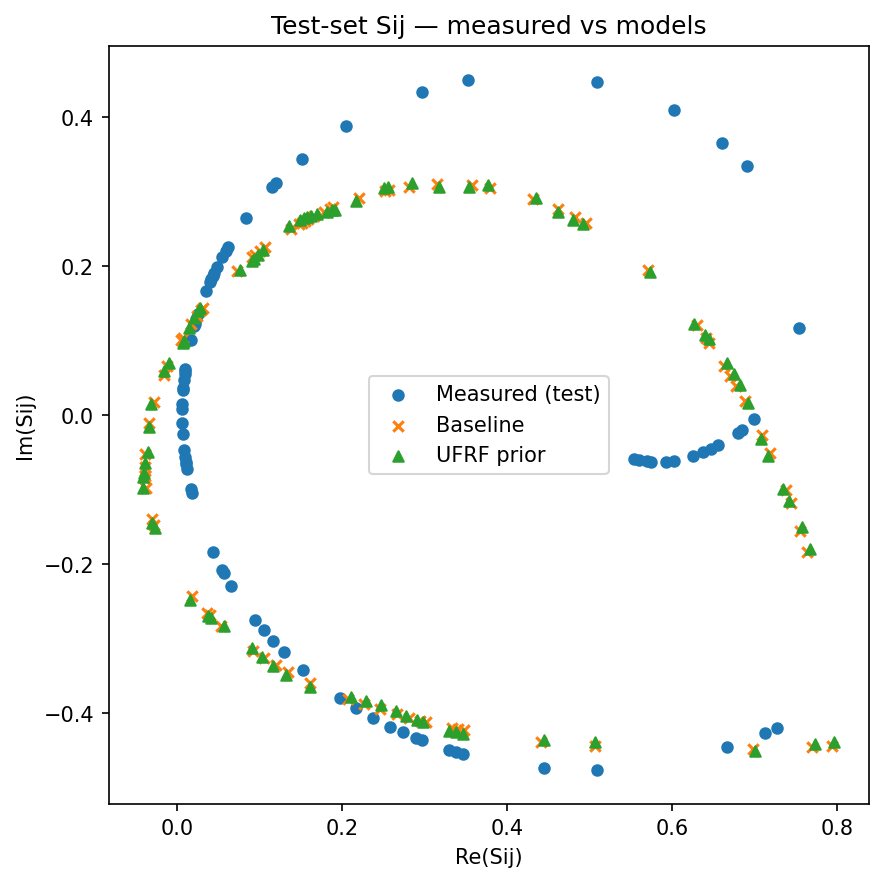 Test-set Sij — measured vs models
Im(Sij)
0.4
0.2
0.0
−0.2
−0.4
Measured (test)
Baseline
UFRF prior
0.0 0.2 0.4 0.6 0.8
Re(Sij)